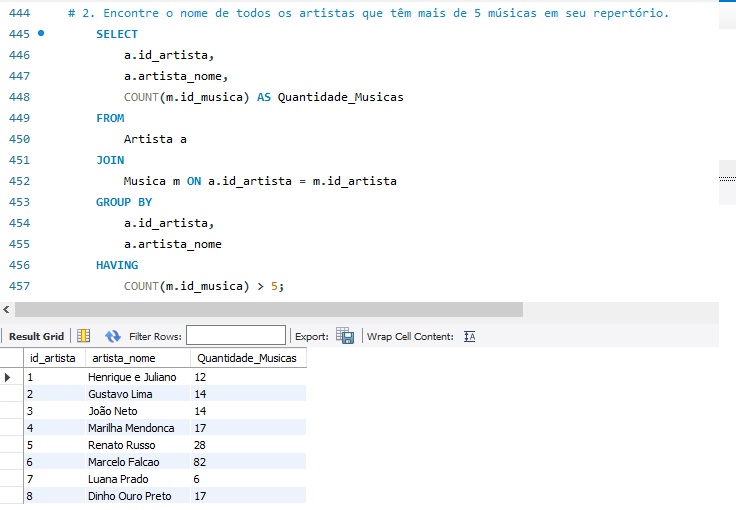 444 # 2. Encontre o nome de todos os artistas que têm mais de 5 músicas em seu repertório.
445 SELECT
446 a.id_artista,
447 a.artista_nome,
448 COUNT(m.id_musica) AS Quantidade_Musicas
449 FROM
450 Artista a
451 JOIN
452 Musica m ON a.id_artista = m.id_artista
453 GROUP BY
454 a.id_artista,
455 a.artista_nome
456 HAVING
457 COUNT(m.id_musica) > 5;
Result Grid Filter Rows: Export: Wrap Cell Content:
id_artista artista_nome Quantidade_Musicas
1 Henrique e Juliano 12
2 Gustavo Lima 14
3 João Neto 14
4 Marilha Mendonca 17
5 Renato Russo 28
6 Marcelo Falcao 82
7 Luana Prado 6
8 Dinho Ouro Preto 17